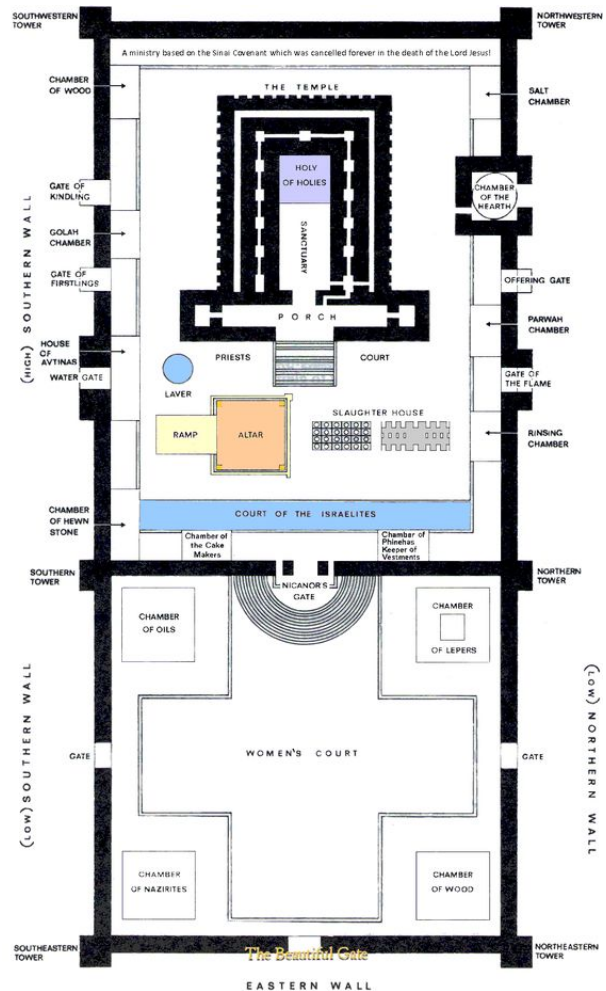 SOUTHWESTERN
TOWER
NORTHWESTERN
TOWER
A ministry based on the Sinai Covenant which was cancelled forever in the death of the Lord Jesus!
CHAMBER
OF WOOD
THE TEMPLE
SALT
CHAMBER
HOLY
OF HOLIES
GATE OF
KINDLING
CHAMBER
OF THE
HEARTH
GOLAH
CHAMBER
SANCTUARY
(HIGH) SOUTHERN WALL
GATE OF
FIRSTLINGS
OFFERING GATE
PORCH
PARWAH
CHAMBER
HOUSE
OF
AVTINAS
PRIESTS COURT
WATER GATE
GATE OF
THE FLAME
LAVER
SLAUGHTER HOUSE
RAMP
ALTAR
RINSING
CHAMBER
CHAMBER
OF HEWN
STONE
COURT OF THE ISRAELITES
Chamber of
the Cake
Makers
Chambar of
Phinehas
Keeper of
Vestments
SOUTHERN
TOWER
NICANOR'S
GATE
NORTHERN
TOWER
CHAMBER
OF OILS
CHAMBER
OF LEPERS
(LOW) SOUTHERN WALL
(LOW) NORTHERN WALL
GATE
WOMEN'S COURT
GATE
CHAMBER
OF NAZIRITES
CHAMBER
OF WOOD
SOUTHEASTERN
TOWER
The Beautiful Gate
NORTHEASTERN
TOWER
EASTERN WALL